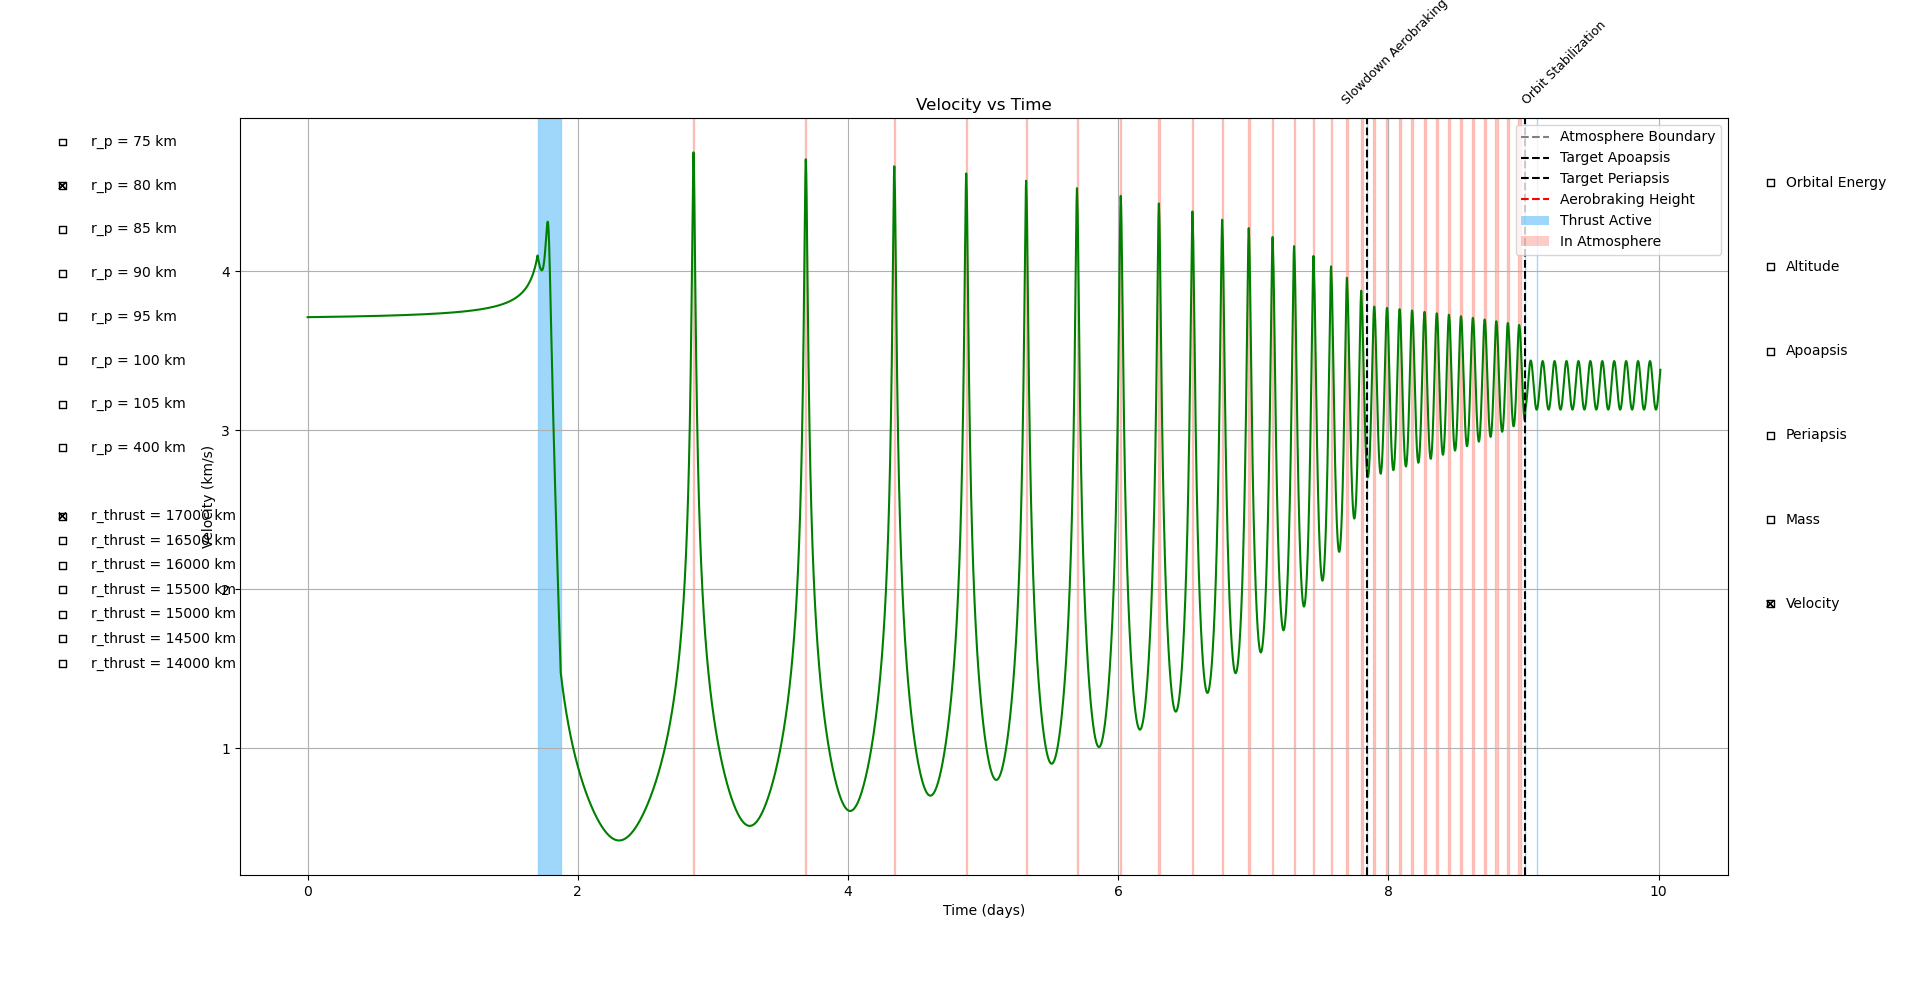 Slowdown Aerobraking
Orbit Stabilization
Velocity vs Time
r_p = 75 km
r_p = 80 km
r_p = 85 km
r_p = 90 km
r_p = 95 km
r_p = 100 km
r_p = 105 km
r_p = 400 km
r_thrust = 17000 km
r_thrust = 16500 km
r_thrust = 16000 km
r_thrust = 15500 km
r_thrust = 15000 km
r_thrust = 14500 km
r_thrust = 14000 km
Velocity (km/s)
4
3
2
1
Atmosphere Boundary
Target Apoapsis
Target Periapsis
Aerobraking Height
Thrust Active
In Atmosphere
Orbital Energy
Altitude
Apoapsis
Periapsis
Mass
Velocity
0 2 4 6 8 10
Time (days)